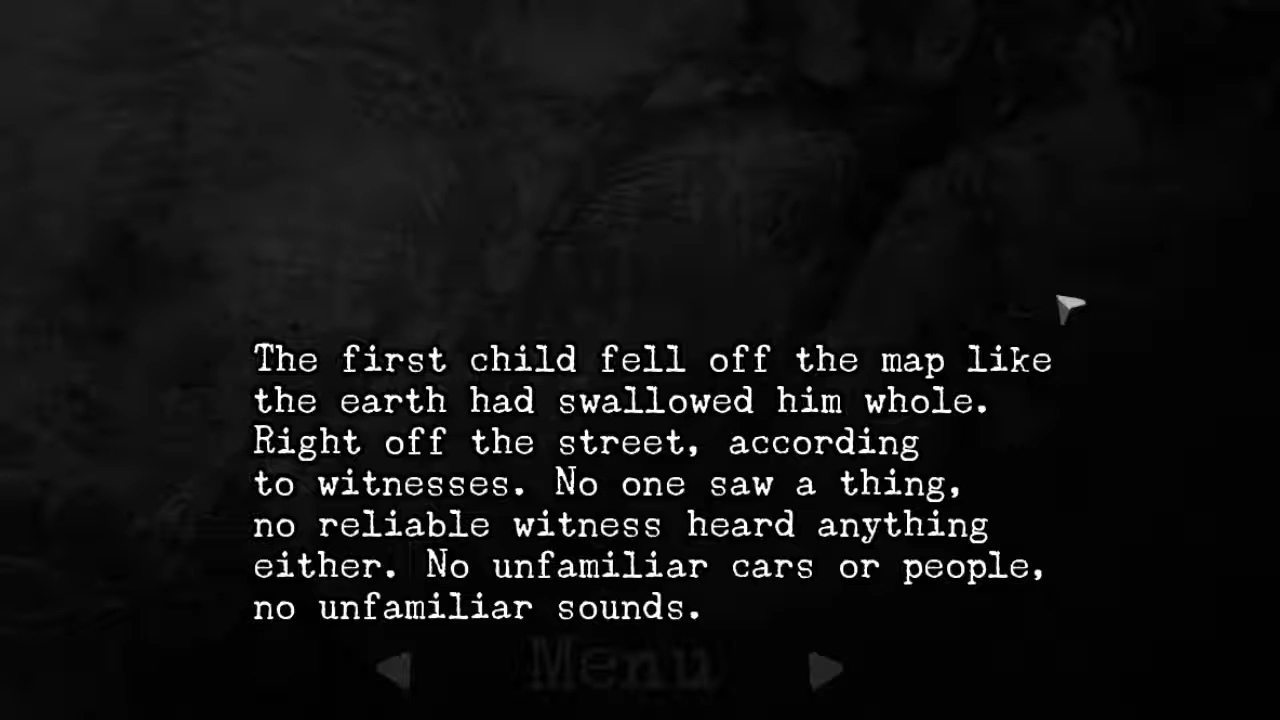 The first child fell off the map like
the earth had swallowed him whole.
Right off the street, according
to witnesses. No one saw a thing,
no reliable witness heard anything
either. No unfamiliar cars or people,
no unfamiliar sounds.
Menu